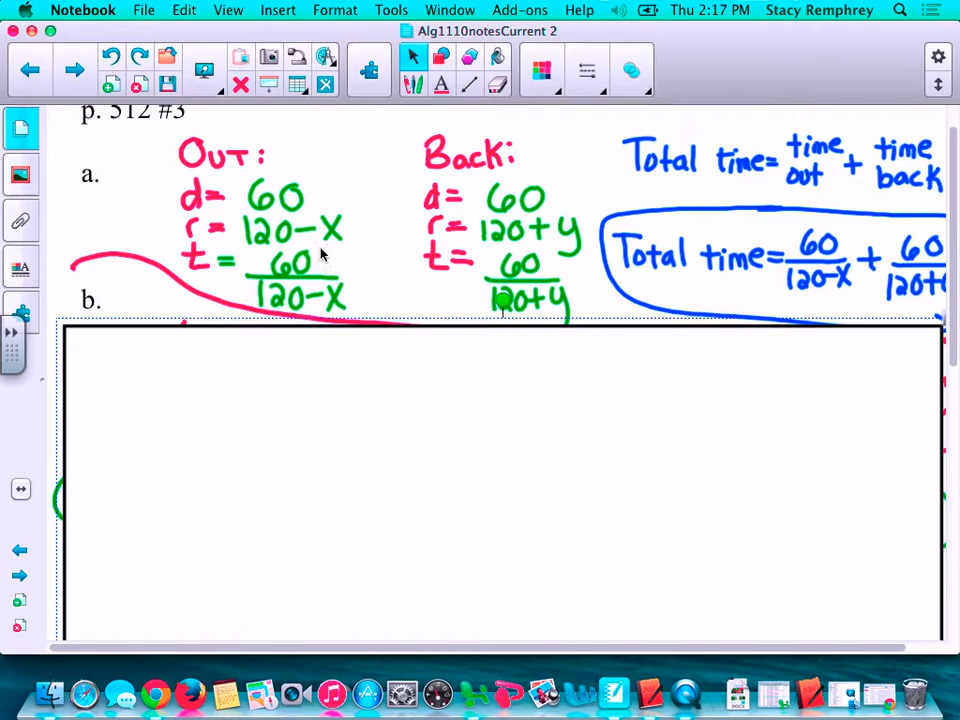 Notebook File Edit View Insert Format Tools Window Add-ons Help Thu 2:17 PM Stacy Remphrey
Alg1110notesCurrent 2
p. 512 #3
a.
Out:
d= 60
r= 120-x
t= 60/120-x
Back:
d= 60
r= 120+y
t= 60/120+y
Total time= time out + time back
Total time= 60/120-x + 60/120+
b.